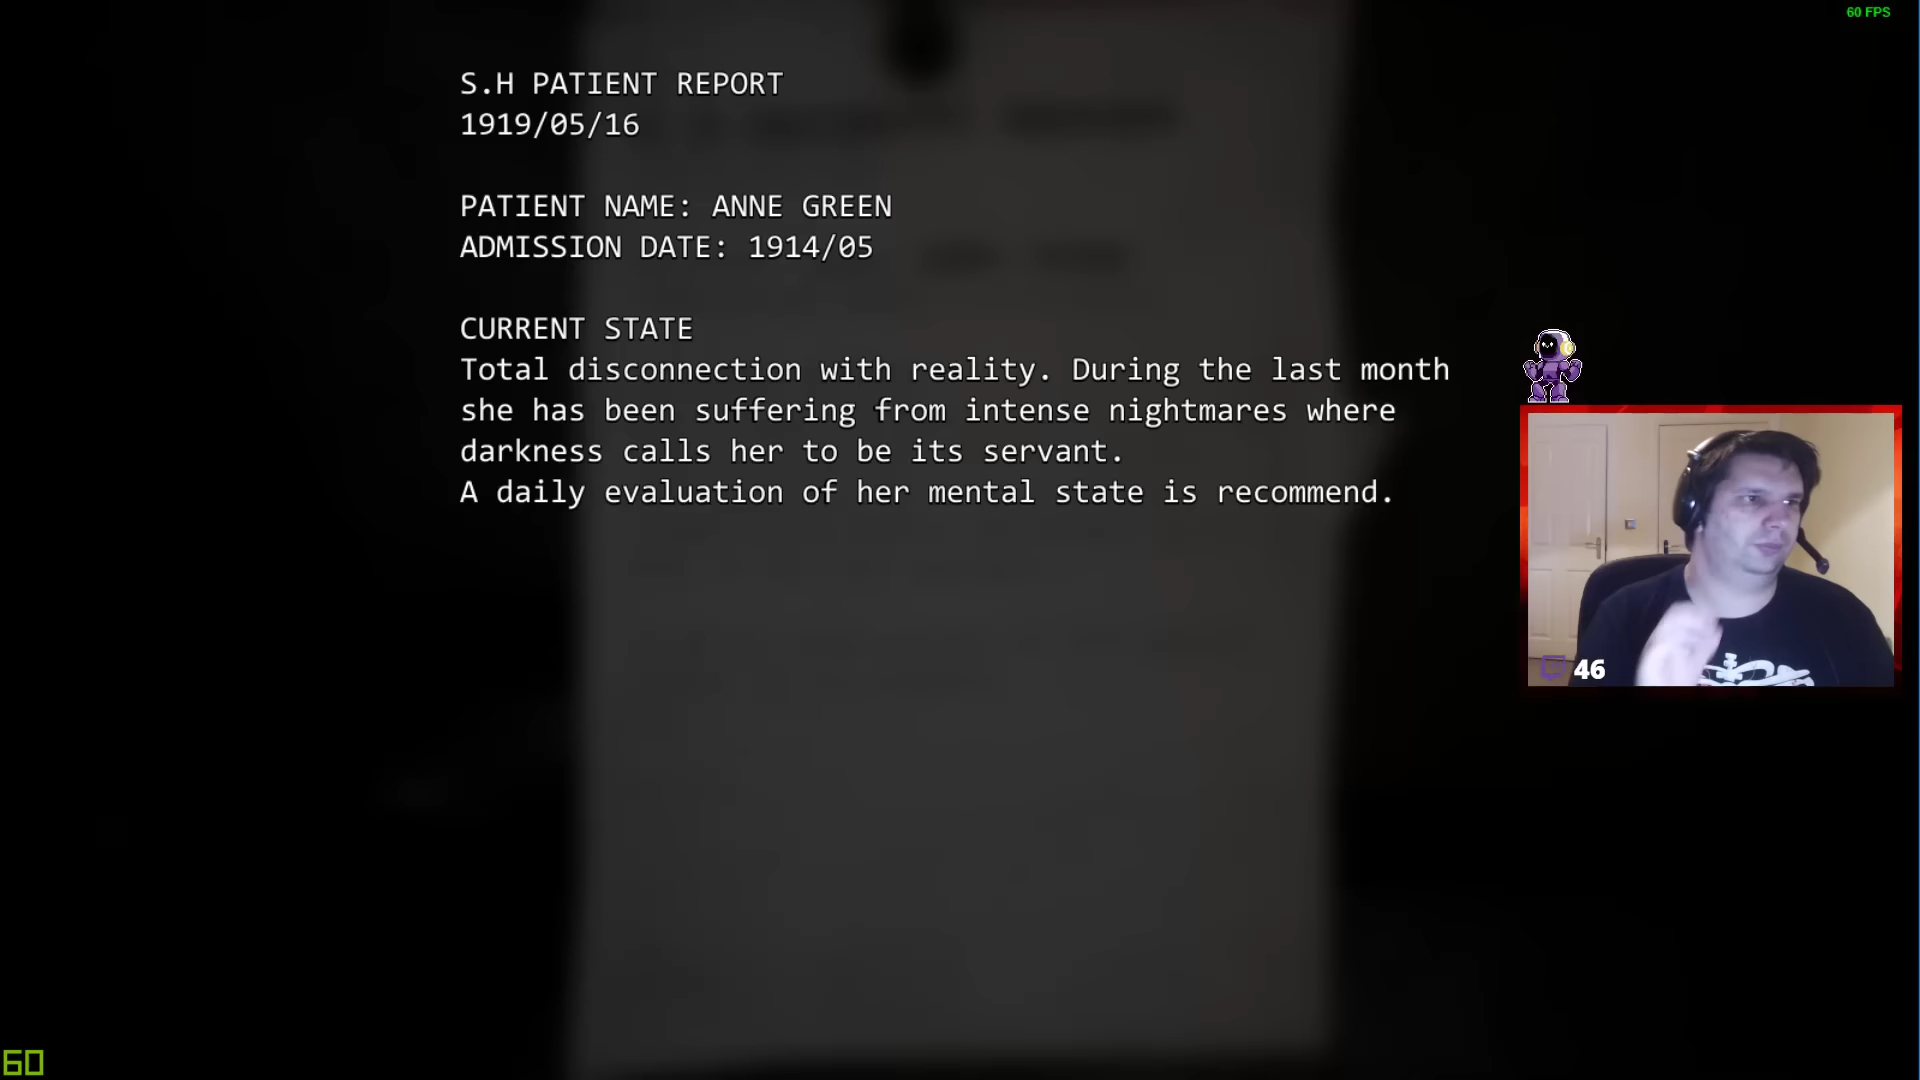 60 FPS
S.H PATIENT REPORT
1919/05/16
PATIENT NAME: ANNE GREEN
ADMISSION DATE: 1914/05
CURRENT STATE
Total disconnection with reality. During the last month
she has been suffering from intense nightmares where
darkness calls her to be its servant.
A daily evaluation of her mental state is recommend.
46
60